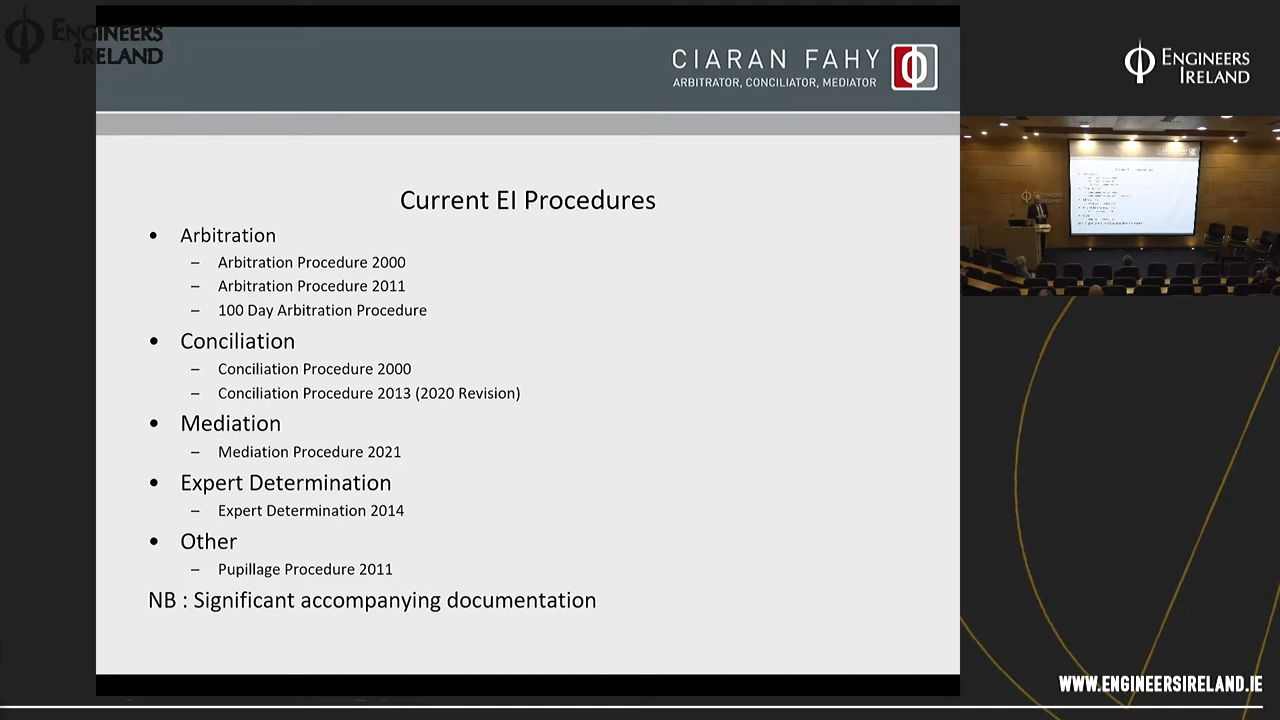 ENGINEERS
IRELAND
CIARAN FAHY
ARBITRATOR, CONCILIATOR, MEDIATOR
ENGINEERS
IRELAND
Current EI Procedures
• Arbitration
– Arbitration Procedure 2000
– Arbitration Procedure 2011
– 100 Day Arbitration Procedure
• Conciliation
– Conciliation Procedure 2000
– Conciliation Procedure 2013 (2020 Revision)
• Mediation
– Mediation Procedure 2021
• Expert Determination
– Expert Determination 2014
• Other
– Pupillage Procedure 2011
NB : Significant accompanying documentation
WWW.ENGINEERSIRELAND.IE